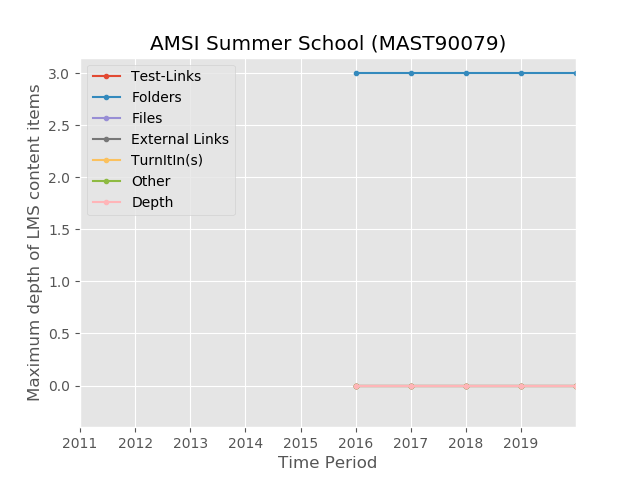 AMSI Summer School (MAST90079)
Maximum depth of LMS content items
3.0
2.5
2.0
1.5
1.0
0.5
0.0
Test-Links
Folders
Files
External Links
TurnItIn(s)
Other
Depth
2011 2012 2013 2014 2015 2016 2017 2018 2019
Time Period